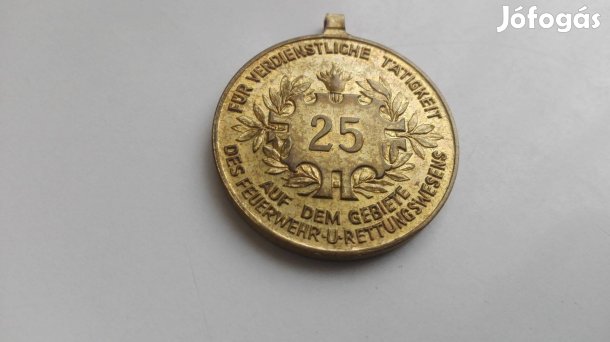 Jófogás
FÜR VERDIENSTLICHE TÄTIGKEIT
25
AUF DEM GEBIETE
DES FEUERWEHR-U-RETTUNGSWESENS